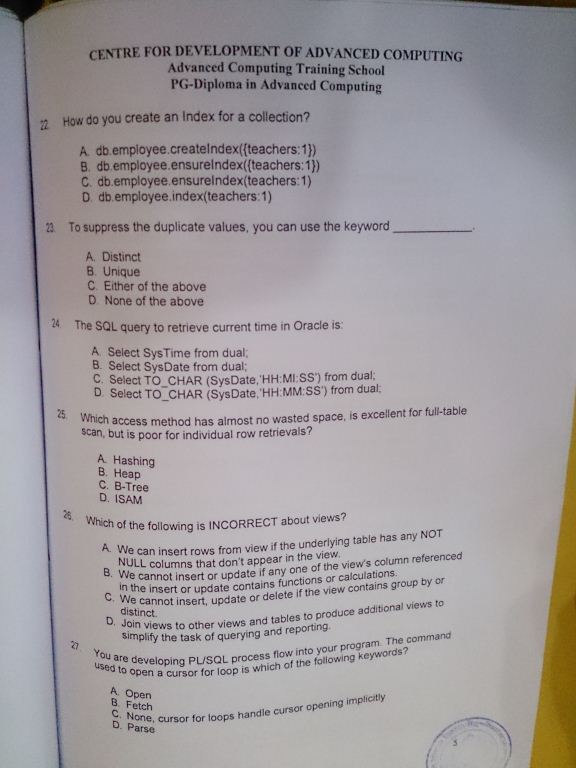 CENTRE FOR DEVELOPMENT OF ADVANCED COMPUTING
Advanced Computing Training School
PG-Diploma in Advanced Computing
22. How do you create an Index for a collection?
A. db.employee.createIndex({teachers:1})
B. db.employee.ensureIndex({teachers:1})
C. db.employee.ensureIndex(teachers:1)
D. db.employee.index(teachers:1)
23. To suppress the duplicate values, you can use the keyword ___________.
A. Distinct
B. Unique
C. Either of the above
D. None of the above
24. The SQL query to retrieve current time in Oracle is:
A. Select SysTime from dual;
B. Select SysDate from dual;
C. Select TO_CHAR (SysDate,'HH:MI:SS') from dual;
D. Select TO_CHAR (SysDate,'HH:MM:SS') from dual;
25. Which access method has almost no wasted space, is excellent for full-table
scan, but is poor for individual row retrievals?
A. Hashing
B. Heap
C. B-Tree
D. ISAM
26. Which of the following is INCORRECT about views?
A. We can insert rows from view if the underlying table has any NOT
NULL columns that don't appear in the view.
B. We cannot insert or update if any one of the view's column referenced
in the insert or update contains functions or calculations.
C. We cannot insert, update or delete if the view contains group by or
distinct.
D. Join views to other views and tables to produce additional views to
simplify the task of querying and reporting.
27. You are developing PL/SQL process flow into your program. The command
used to open a cursor for loop is which of the following keywords?
A. Open
B. Fetch
C. None, cursor for loops handle cursor opening implicitly
D. Parse
5